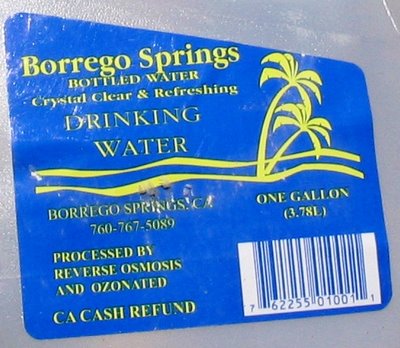 Borrego Springs
BOTTLED WATER
Crystal Clear & Refreshing
DRINKING
WATER
BORREGO SPRINGS, CA
760-767-5089
ONE GALLON
(3.78L)
PROCESSED BY
REVERSE OSMOSIS
AND OZONATED
CA CASH REFUND
7 62255 01001 1